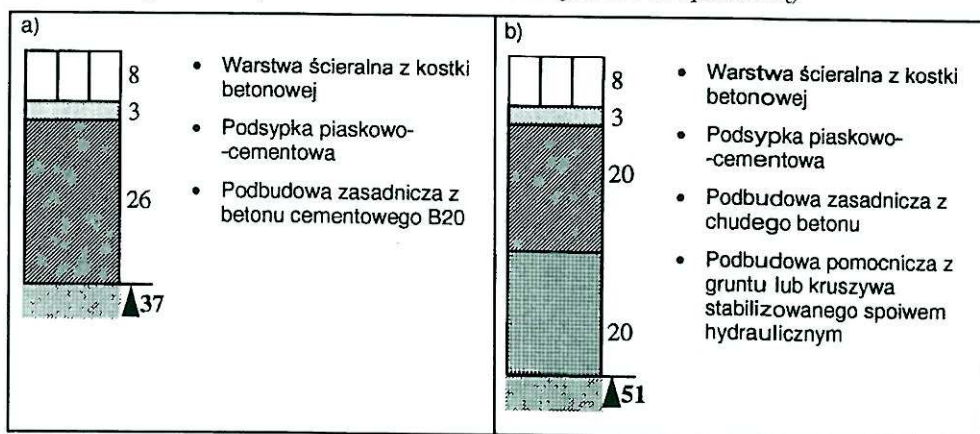 a)
8
3
26
37
• Warstwa ścieralna z kostki
betonowej
• Podsypka piaskowo-
-cementowa
• Podbudowa zasadnicza z
betonu cementowego B20
b)
8
3
20
20
51
• Warstwa ścieralna z kostki
betonowej
• Podsypka piaskowo-
-cementowa
• Podbudowa zasadnicza z
chudego betonu
• Podbudowa pomocnicza z
gruntu lub kruszywa
stabilizowanego spoiwem
hydraulicznym